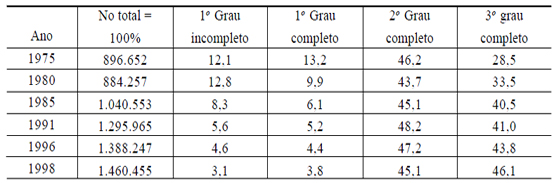 Ano No total = 100% 1º Grau incompleto 1º Grau completo 2º Grau completo 3º grau completo
1975 896.652 12.1 13.2 46.2 28.5
1980 884.257 12.8 9.9 43.7 33.5
1985 1.040.553 8,3 6.1 45.1 40.5
1991 1.295.965 5,6 5,2 48.2 41.0
1996 1.388.247 4,6 4,4 47,2 43.8
1998 1.460.455 3,1 3,8 45.1 46.1